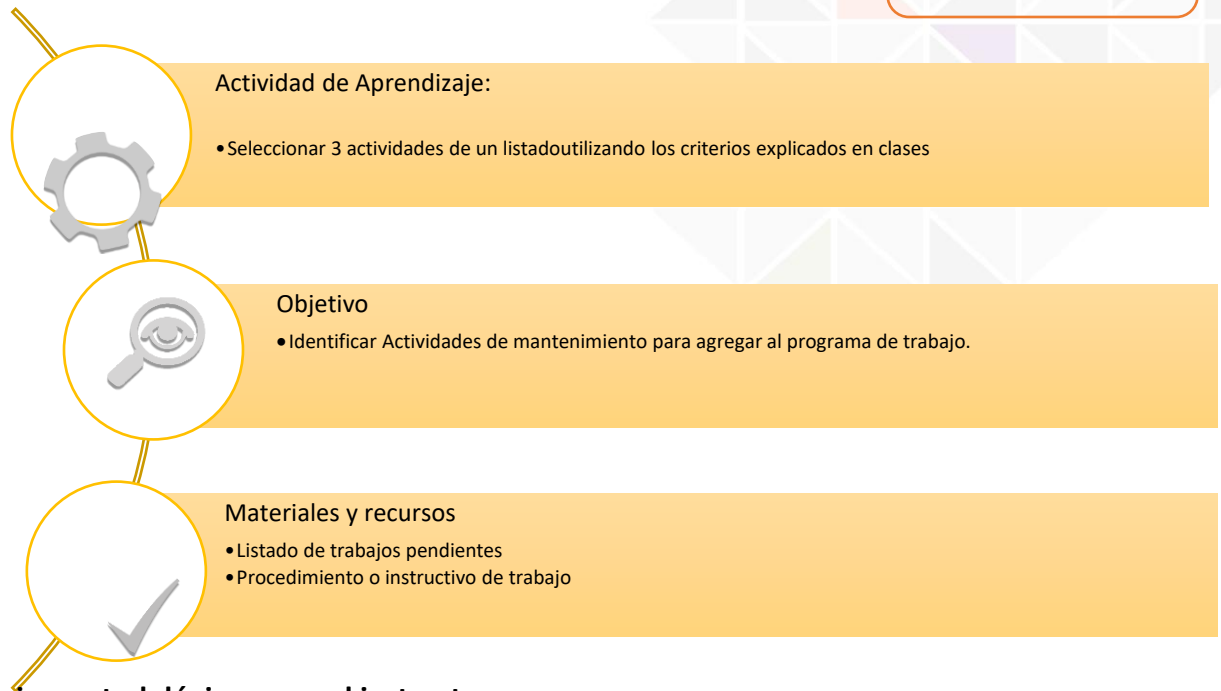 Actividad de Aprendizaje:
•Seleccionar 3 actividades de un listadoutilizando los criterios explicados en clases
Objetivo
•Identificar Actividades de mantenimiento para agregar al programa de trabajo.
Materiales y recursos
•Listado de trabajos pendientes
•Procedimiento o instructivo de trabajo